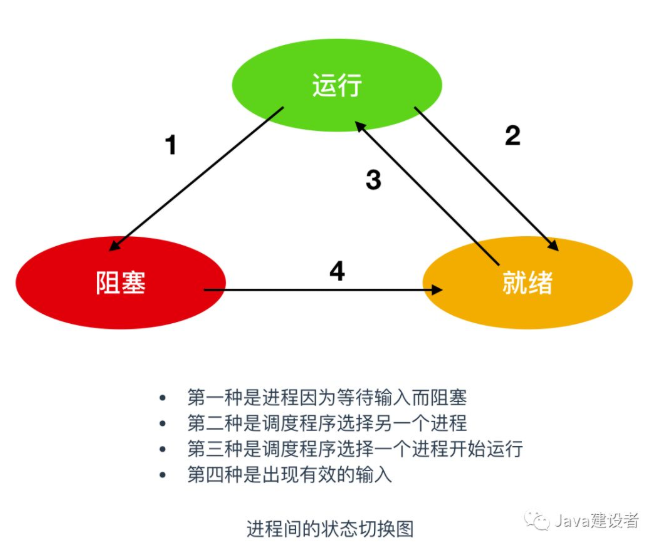 运行
1
2
3
阻塞
4
就绪
• 第一种是进程因为等待输入而阻塞
• 第二种是调度程序选择另一个进程
• 第三种是调度程序选择一个进程开始运行
• 第四种是出现有效的输入
Java建设者
进程间的状态切换图